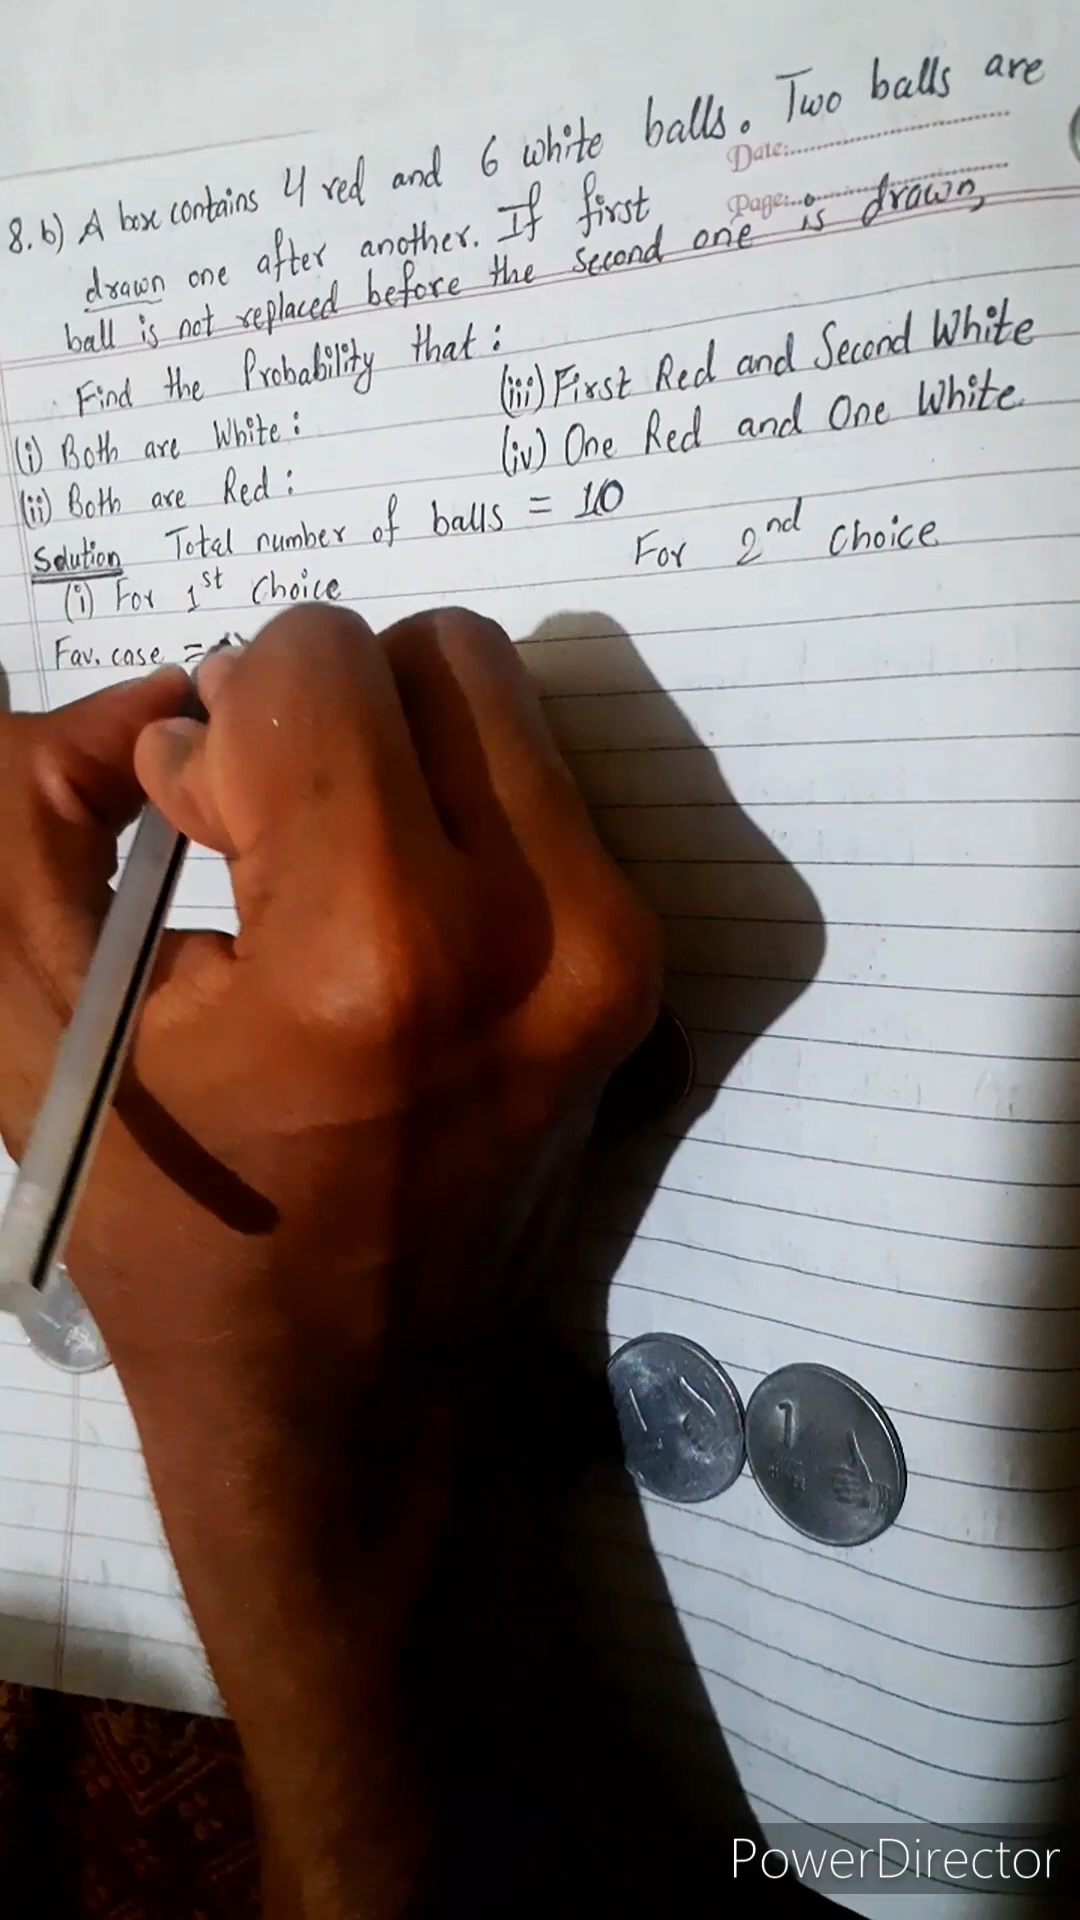 8. b) A box contains 4 red and 6 white balls. Two balls are
Date:
drawn one after another. If first
Page:
ball is not replaced before the second one is drawn,
Find the Probability that:
(i) Both are White:
(iii) First Red and Second White
(ii) Both are Red:
(iv) One Red and One White.
Solution Total number of balls = 10
(i) For 1st Choice
For 2nd Choice
Fav. case =
1
1
PowerDirector